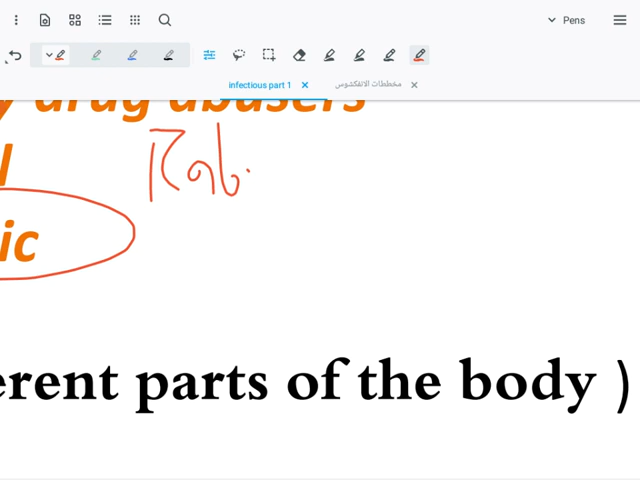 Pens
infectious part 1
مخططات الانفكشوس
drug abusers
Rab
l
ic
erent parts of the body )